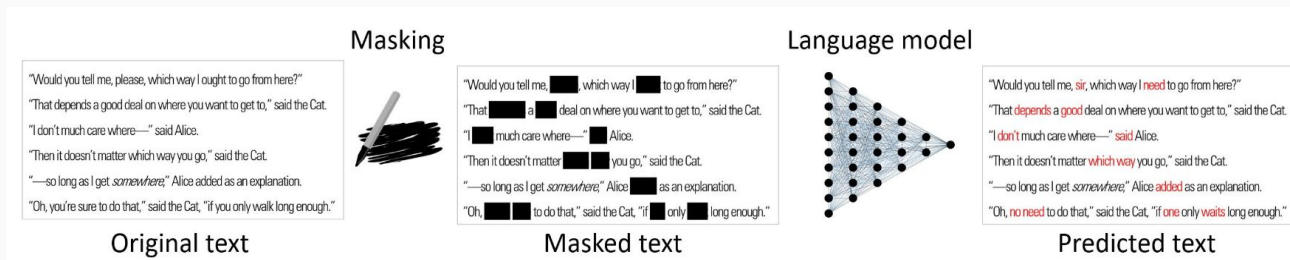 Masking
Language model
“Would you tell me, please, which way I ought to go from here?”
“That depends a good deal on where you want to get to,” said the Cat.
“I don’t much care where—” said Alice.
“Then it doesn’t matter which way you go,” said the Cat.
“—so long as I get somewhere,” Alice added as an explanation.
“Oh, you’re sure to do that,” said the Cat, “if you only walk long enough.”
Original text
“Would you tell me, , which way I to go from here?”
“That a deal on where you want to get to,” said the Cat.
“I much care where—” Alice.
“Then it doesn’t matter you go,” said the Cat.
“—so long as I get somewhere,” Alice as an explanation.
“Oh, to do that,” said the Cat, “if only long enough.”
Masked text
“Would you tell me, sir, which way I need to go from here?”
“That depends a good deal on where you want to get to,” said the Cat.
“I don’t much care where—” said Alice.
“Then it doesn’t matter which way you go,” said the Cat.
“—so long as I get somewhere,” Alice added as an explanation.
“Oh, no need to do that,” said the Cat, “if one only waits long enough.”
Predicted text